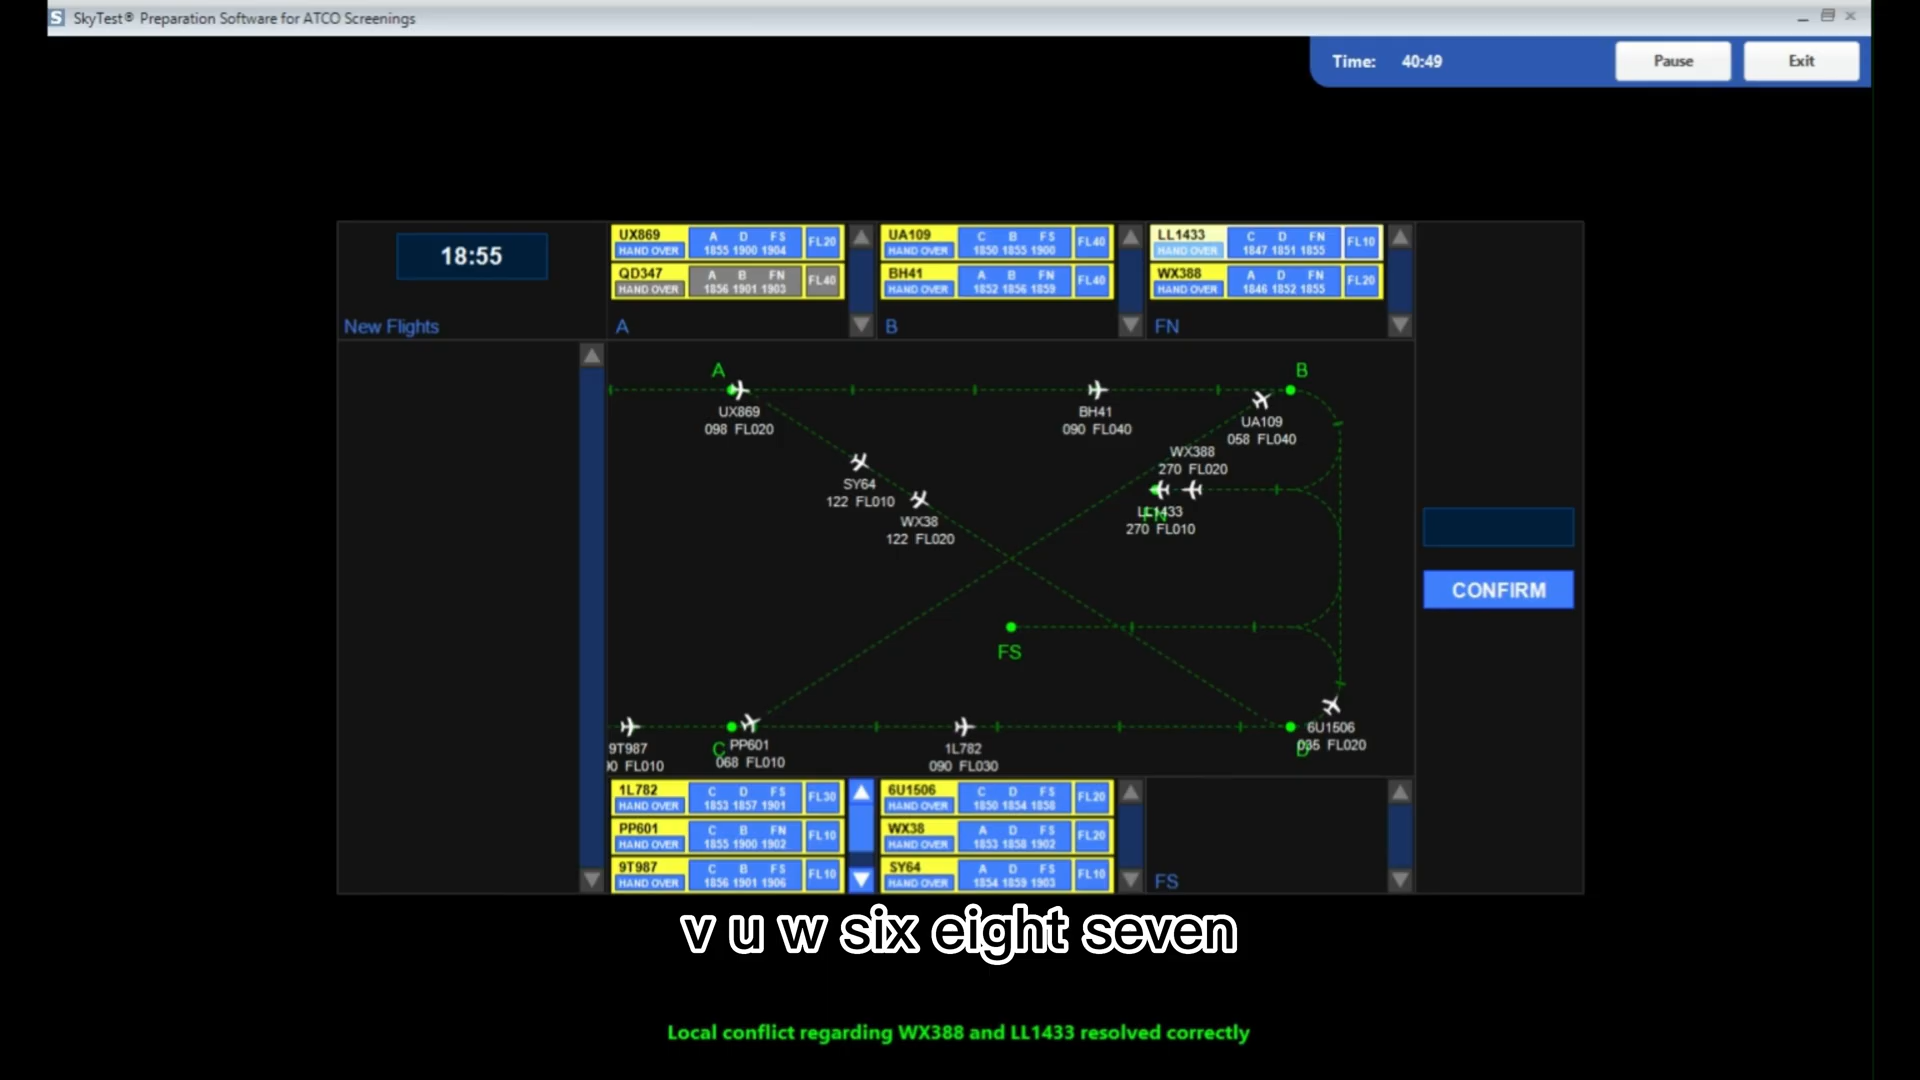 SkyTest® Preparation Software for ATCO Screenings
Time: 40:49
Pause
Exit
18:55
New Flights
UX869 A D FS FL20
HAND OVER 1855 1900 1904
QD347 A B FN FL40
HAND OVER 1856 1901 1903
A
UA109 C B FS FL40
HAND OVER 1850 1855 1900
BH41 A B FN FL40
HAND OVER 1852 1856 1859
B
LL1433 C D FN FL10
HAND OVER 1847 1851 1855
WX388 A D FN FL20
HAND OVER 1846 1852 1855
FN
A
B
UX869
098 FL020
BH41
090 FL040
UA109
058 FL040
WX388
270 FL020
SY64
122 FL010
WX38
122 FL020
LL1433
FN
270 FL010
CONFIRM
FS
9T987
0 FL010
C
PP601
068 FL010
1L782
090 FL030
6U1506
035 FL020
D
1L782 C D FS FL30
HAND OVER 1853 1857 1901
PP601 C B FN FL10
HAND OVER 1855 1900 1902
9T987 C B FS FL10
HAND OVER 1856 1901 1906
6U1506 C D FS FL20
HAND OVER 1850 1854 1858
WX38 A D FS FL20
HAND OVER 1853 1858 1902
SY64 A D FS FL10
HAND OVER 1854 1859 1903
FS
v u w six eight seven
Local conflict regarding WX388 and LL1433 resolved correctly